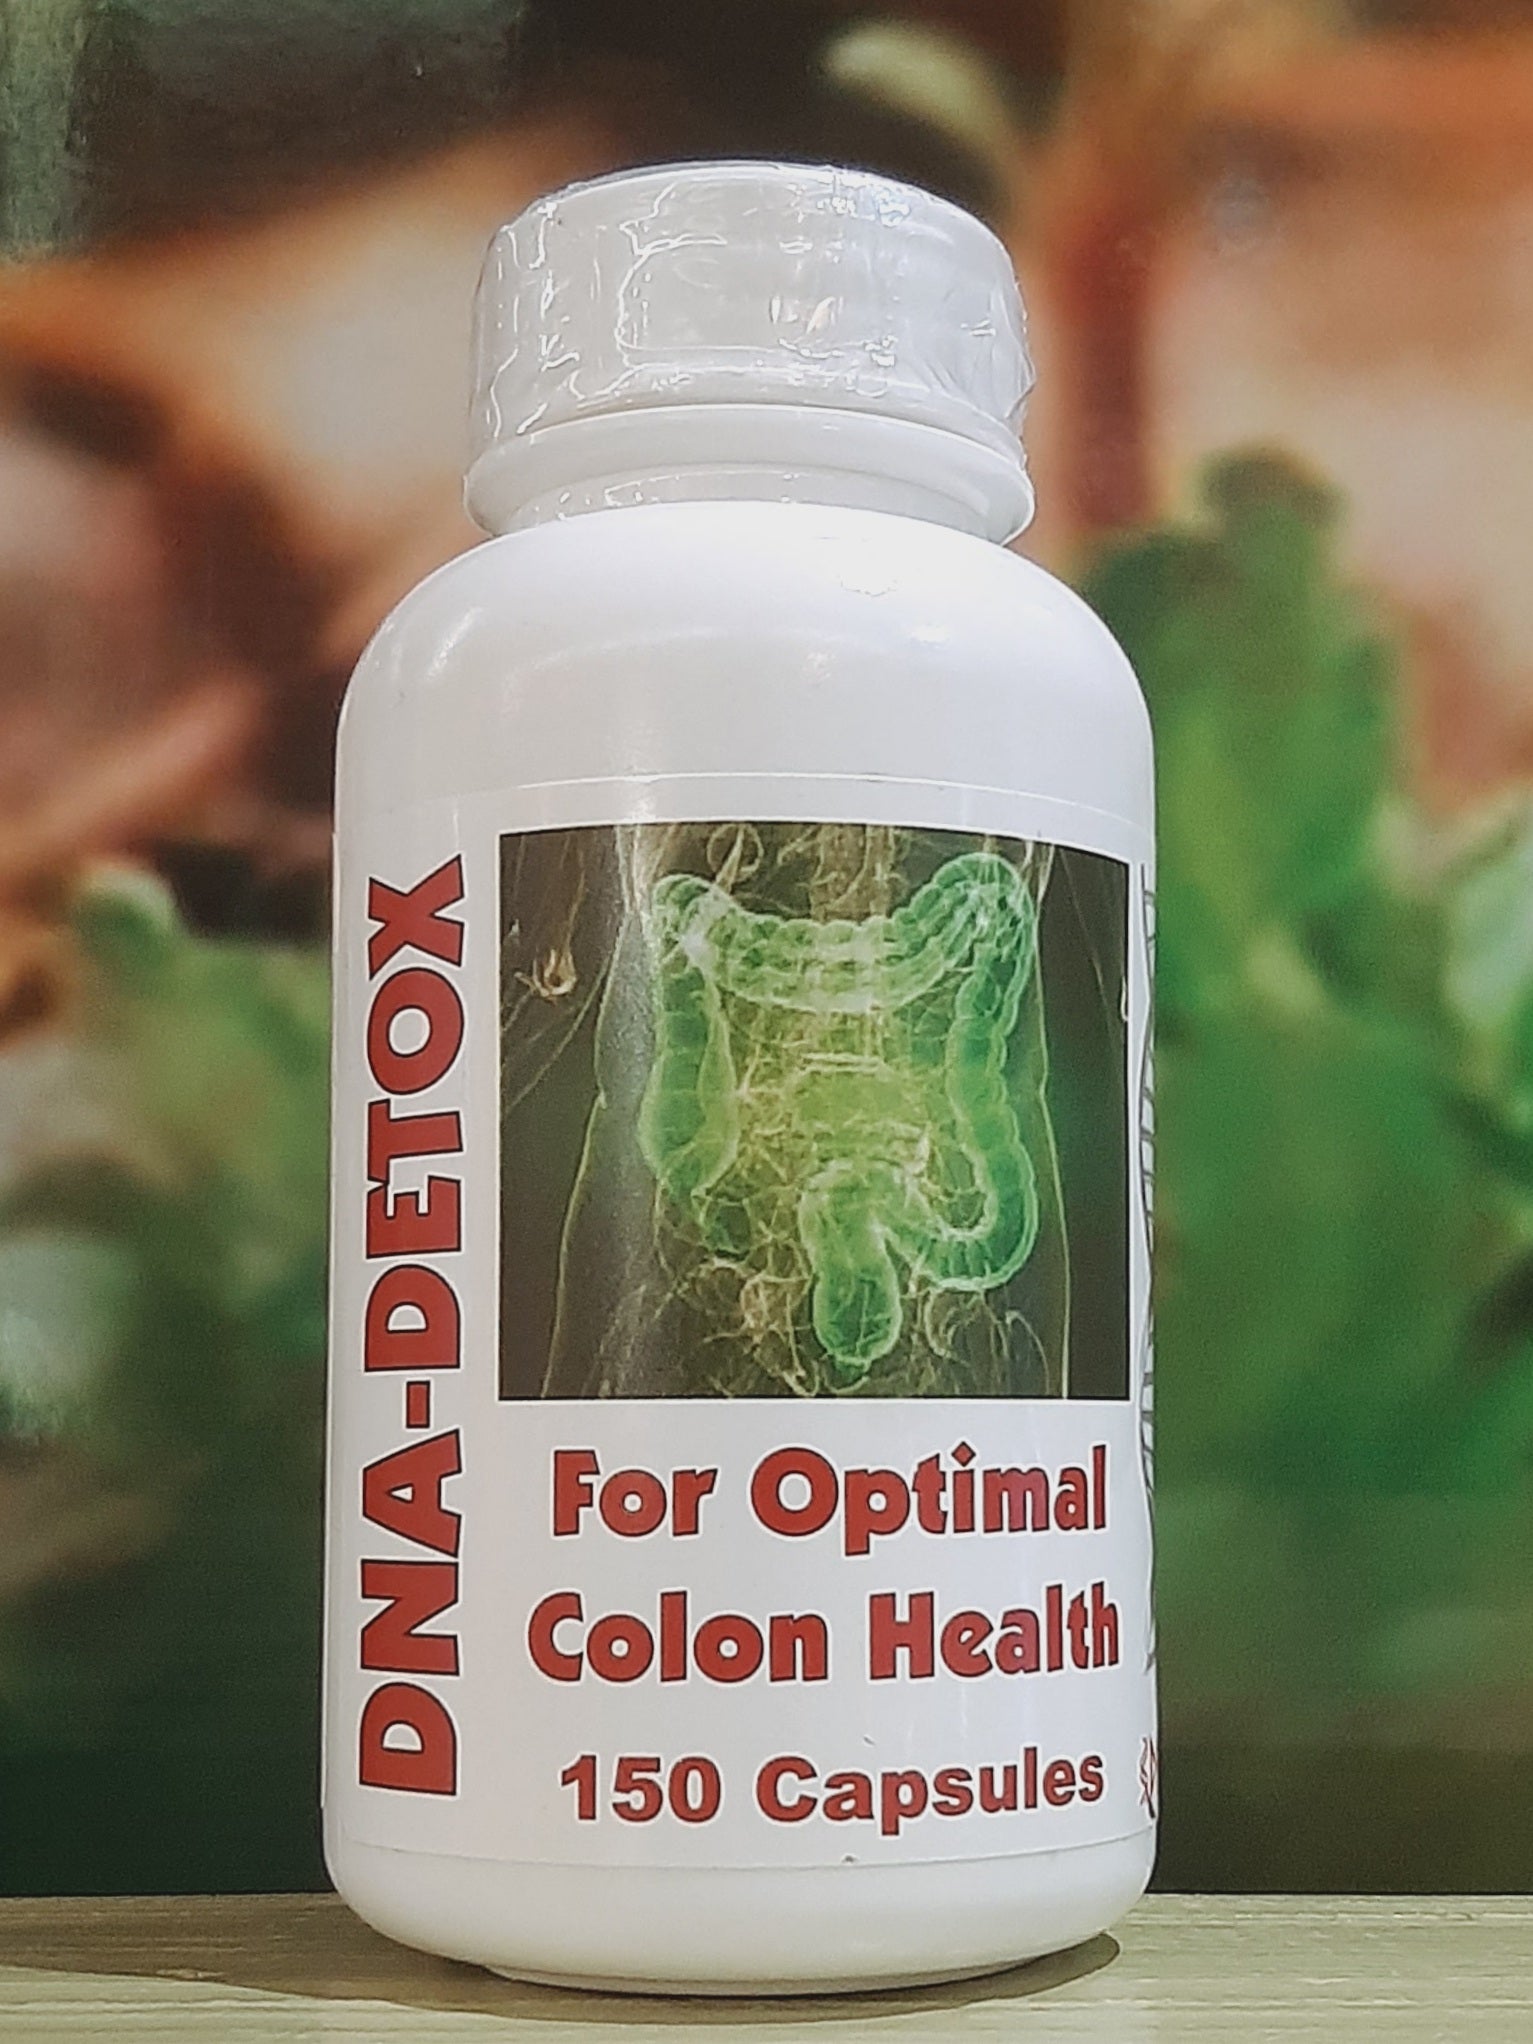 DNA-DETOX
For Optimal
Colon Health
150 Capsules